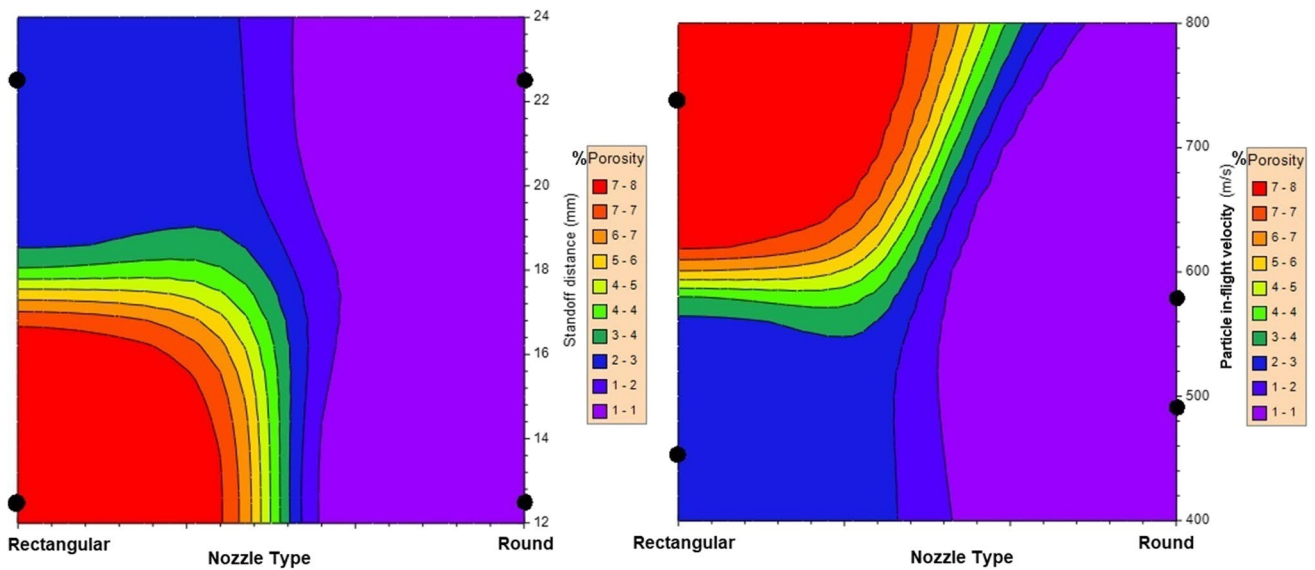 24
22
20
18
16
14
12
Standoff distance (mm)
% Porosity
7 - 8
7 - 7
6 - 7
5 - 6
4 - 5
4 - 4
3 - 4
2 - 3
1 - 2
1 - 1
Rectangular
Nozzle Type
Round
800
700
600
500
400
Particle in-flight velocity (m/s)
% Porosity
7 - 8
7 - 7
6 - 7
5 - 6
4 - 5
4 - 4
3 - 4
2 - 3
1 - 2
1 - 1
Rectangular
Nozzle Type
Round